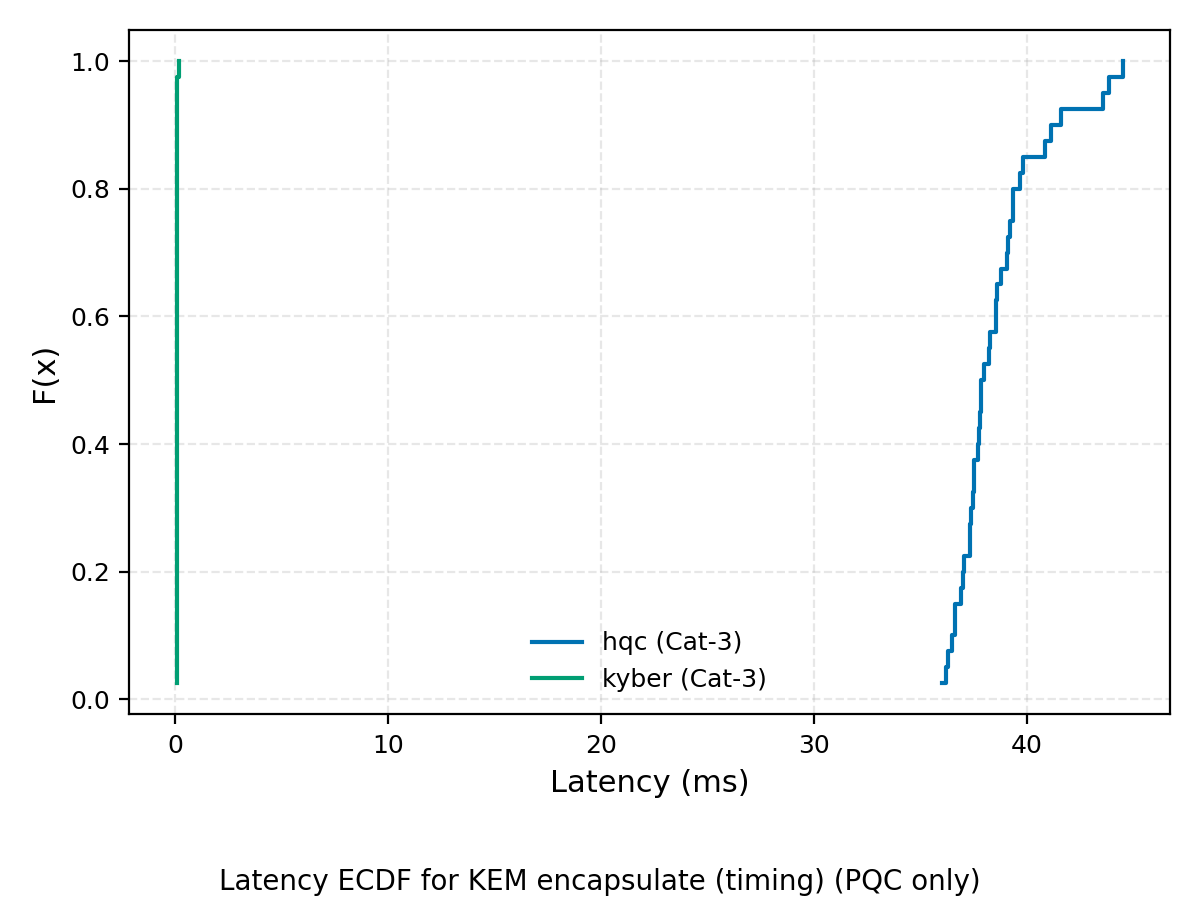 1.0
0.8
0.6
0.4
0.2
0.0
F(x)
hqc (Cat-3)
kyber (Cat-3)
0 10 20 30 40
Latency (ms)
Latency ECDF for KEM encapsulate (timing) (PQC only)